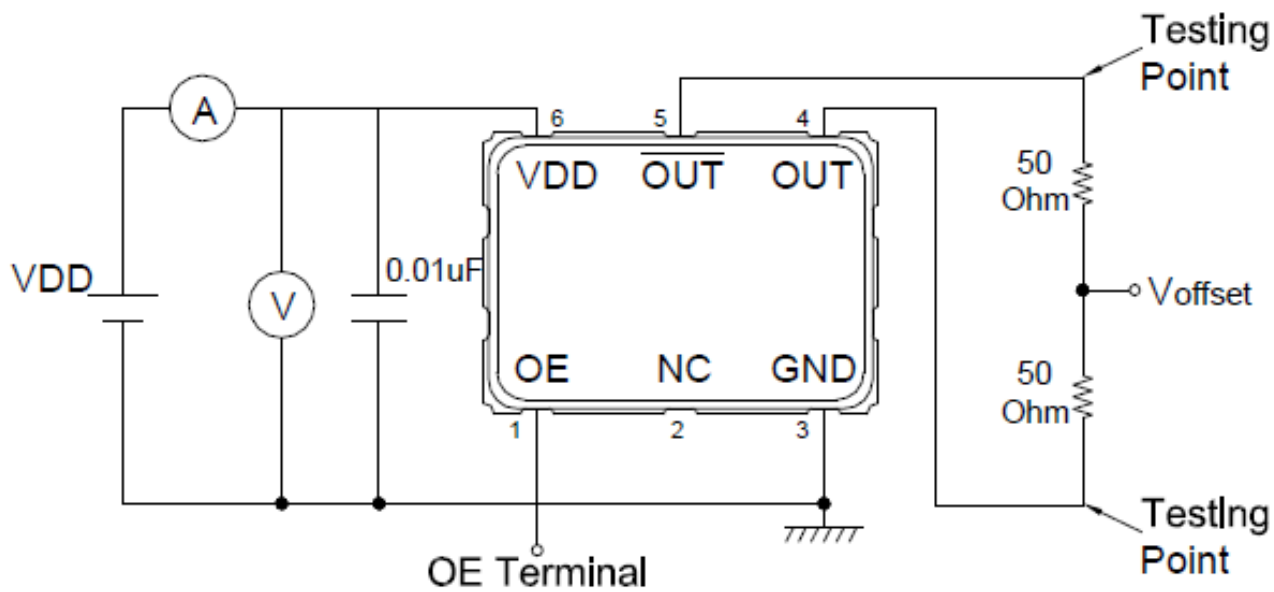 Testing
Point
A
6
5
4
VDD
OUT
OUT
50
Ohm
VDD
0.01uF
V
Voffset
OE
NC
GND
50
Ohm
1
2
3
Testing
Point
OE Terminal